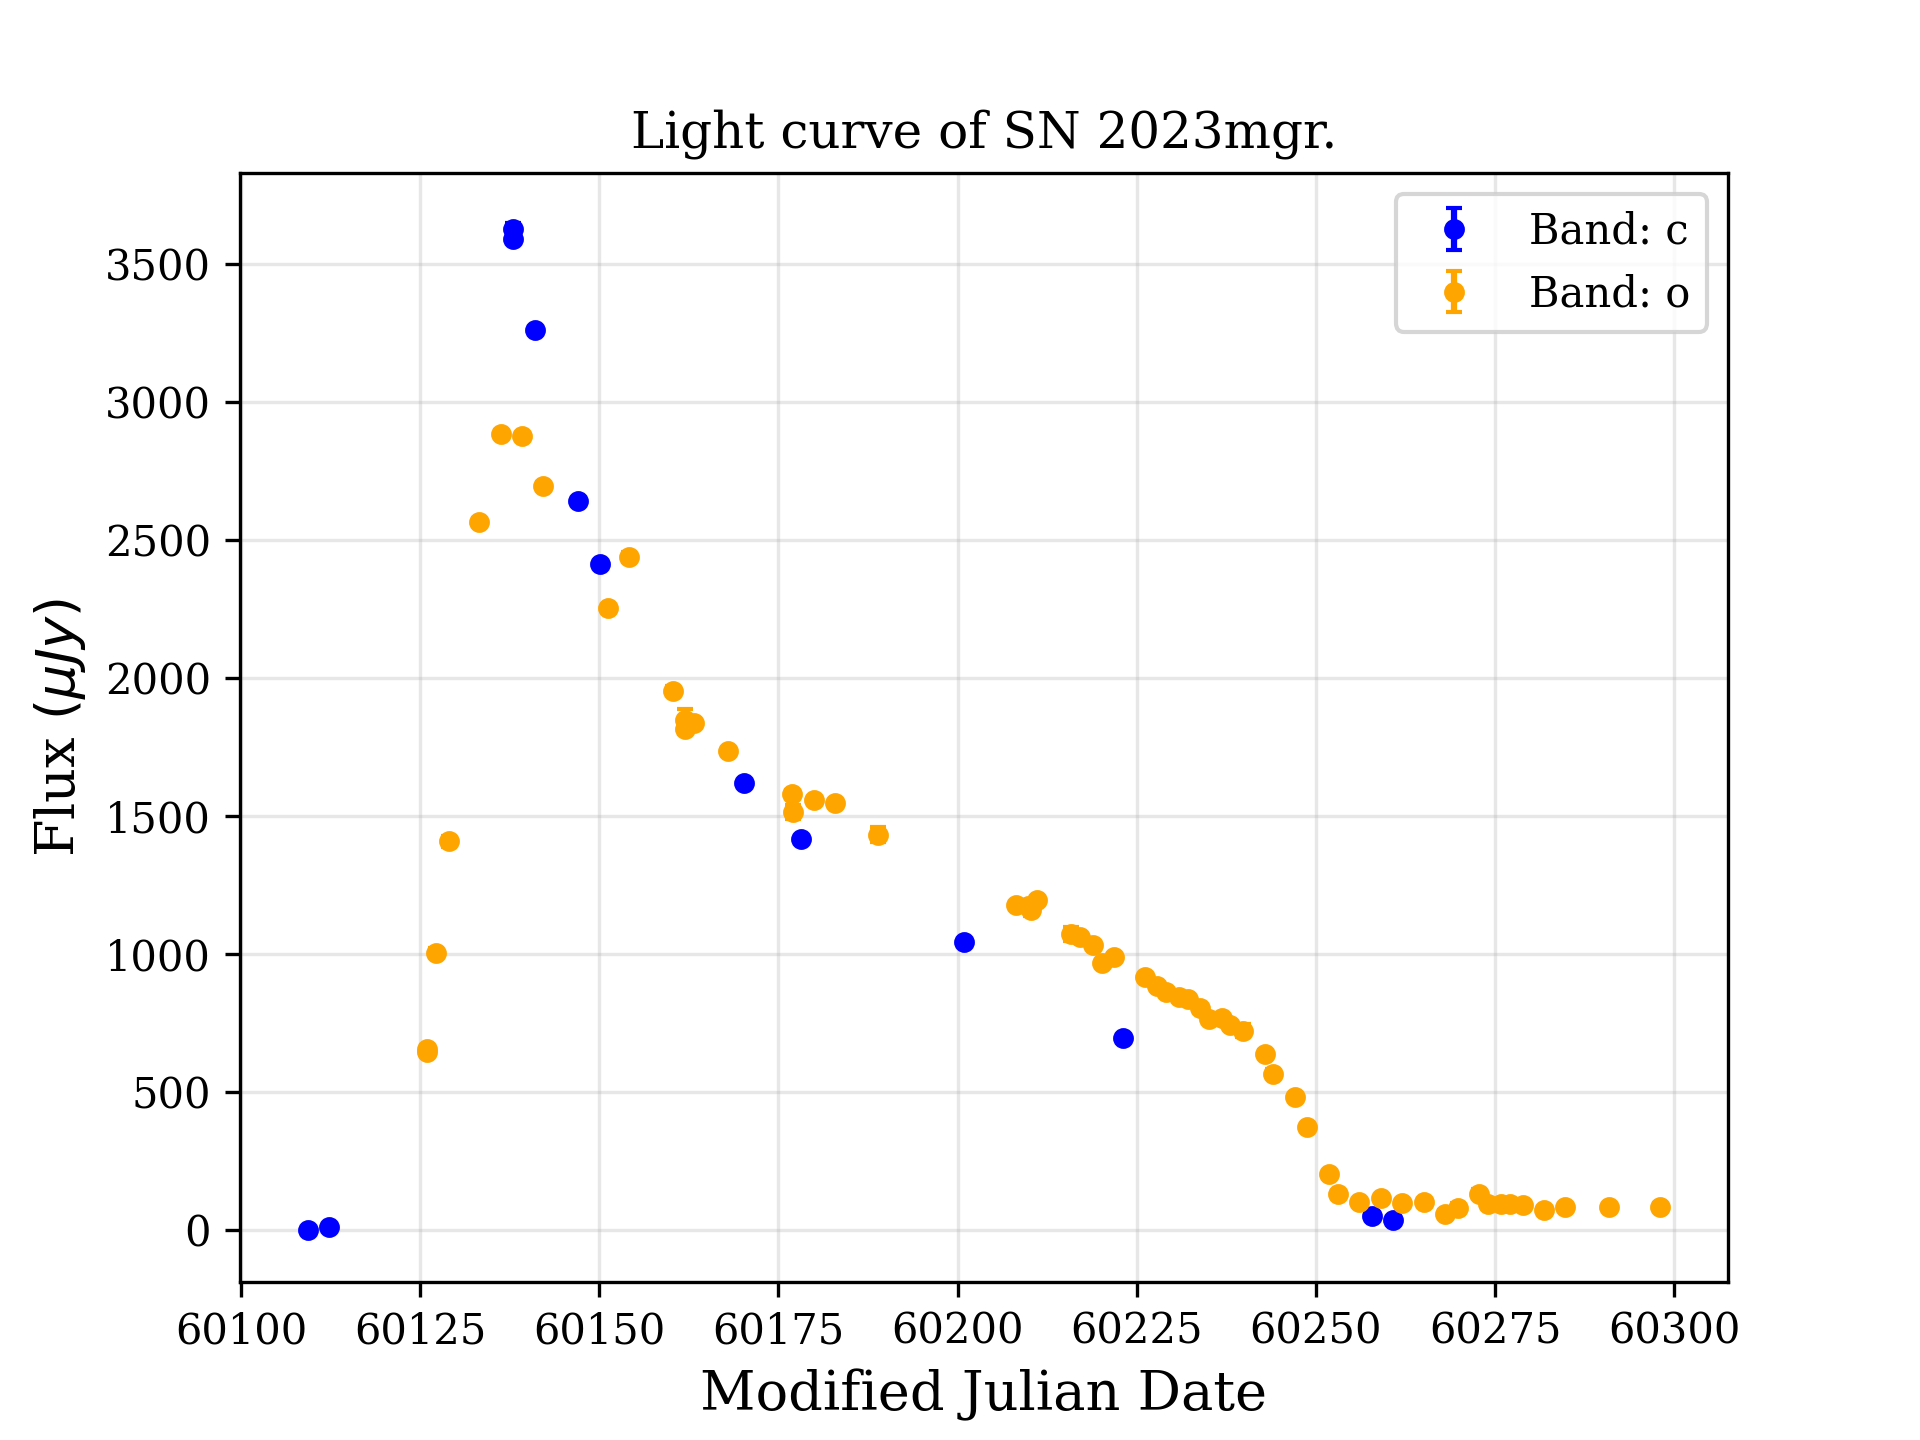 Light curve of SN 2023mgr.
Band: c
Band: o
3500
3000
2500
2000
1500
1000
500
0
Flux (μJy)
60100 60125 60150 60175 60200 60225 60250 60275 60300
Modified Julian Date